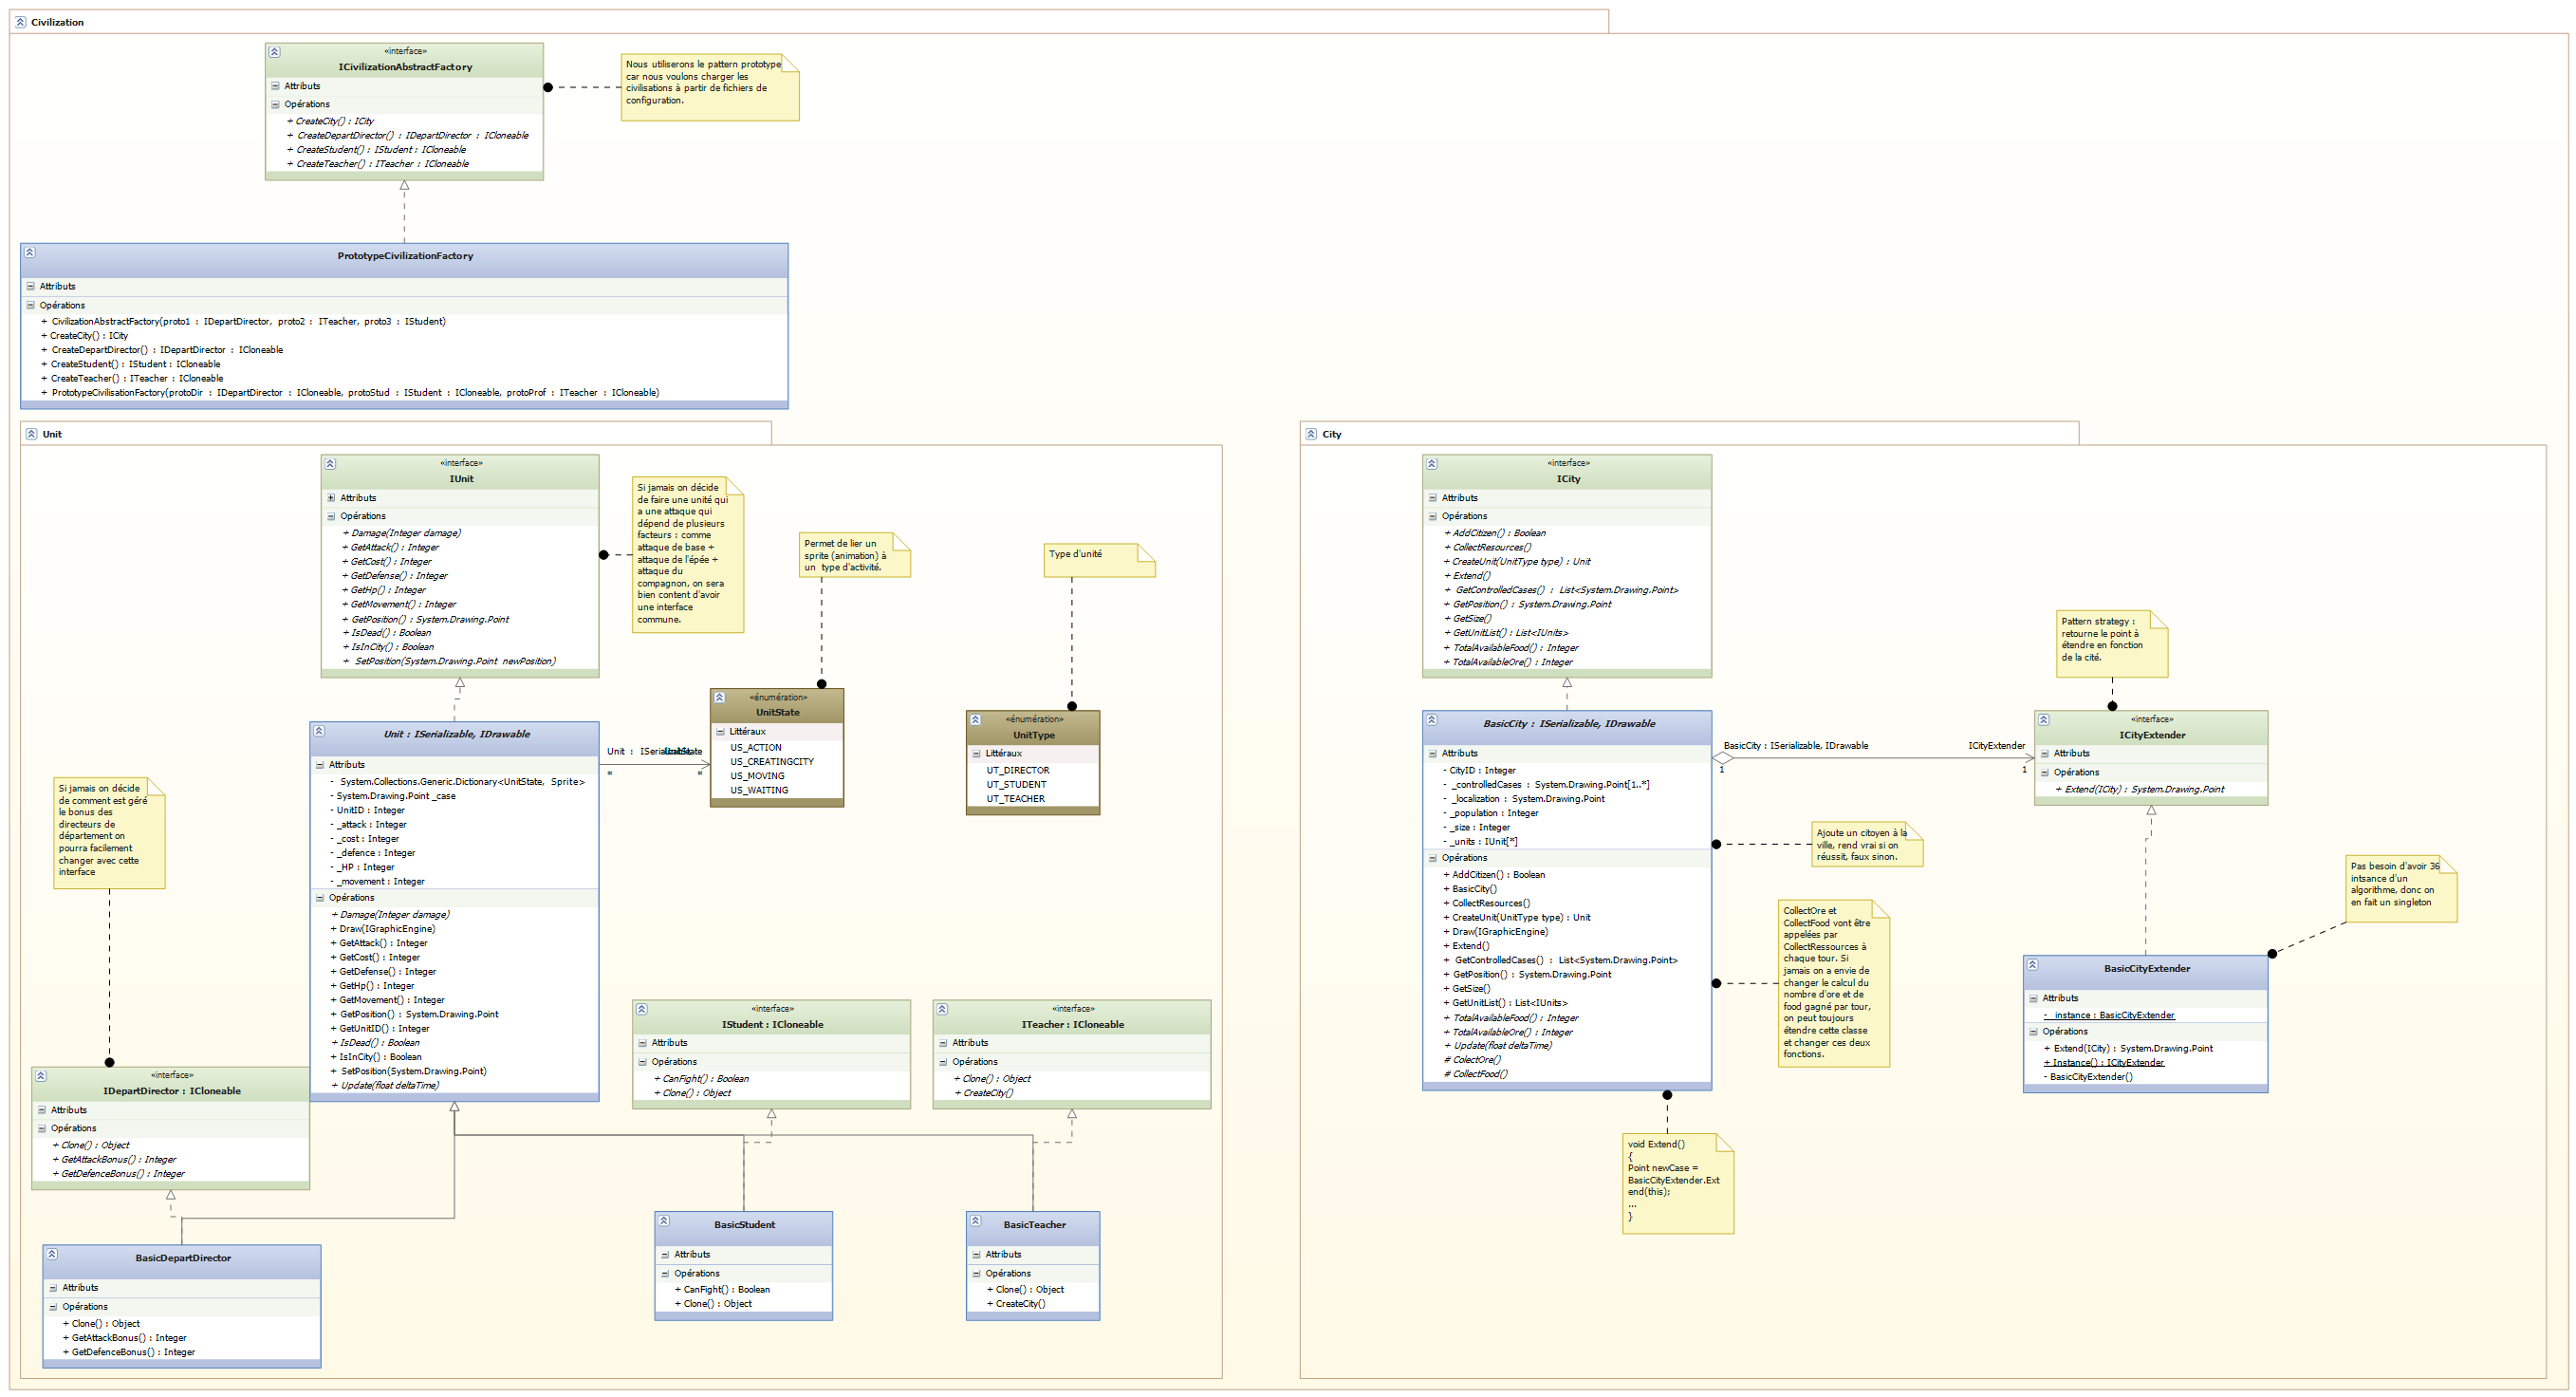 Civilization
«interface»
ICivilizationAbstractFactory
Attributs
Opérations
+ CreateCity() : ICity
+ CreateDepartDirector() : IDepartDirector : ICloneable
+ CreateStudent() : IStudent : ICloneable
+ CreateTeacher() : ITeacher : ICloneable
Nous utiliserons le pattern prototype
car nous voulons charger les
civilisations à partir de fichiers de
configuration.
PrototypeCivilizationFactory
Attributs
Opérations
+ CivilizationAbstractFactory(proto1 : IDepartDirector, proto2 : ITeacher, proto3 : IStudent)
+ CreateCity() : ICity
+ CreateDepartDirector() : IDepartDirector : ICloneable
+ CreateStudent() : IStudent : ICloneable
+ CreateTeacher() : ITeacher : ICloneable
+ PrototypeCivilisationFactory(protoDir : IDepartDirector : ICloneable, protoStud : IStudent : ICloneable, protoProf : ITeacher : ICloneable)
Unit
«interface»
IUnit
Attributs
Opérations
+ Damage(Integer damage)
+ GetAttack() : Integer
+ GetCost() : Integer
+ GetDefense() : Integer
+ GetHp() : Integer
+ GetMovement() : Integer
+ GetPosition() : System.Drawing.Point
+ IsDead() : Boolean
+ IsInCity() : Boolean
+ SetPosition(System.Drawing.Point newPosition)
Si jamais on décide
de faire une unité qui
a une attaque qui
dépend de plusieurs
facteurs : comme
attaque de base +
attaque de l'épée +
attaque du
compagnon, on sera
bien content d'avoir
une interface
commune.
Permet de lier un
sprite (animation) à
un type d'activité.
Type d'unité
«énumération»
UnitState
Littéraux
US_ACTION
US_CREATINGCITY
US_MOVING
US_WAITING
«énumération»
UnitType
Littéraux
UT_DIRECTOR
UT_STUDENT
UT_TEACHER
Unit : ISerializable, IDrawable
Attributs
- System.Collections.Generic.Dictionary<UnitState, Sprite>
- System.Drawing.Point _case
- UnitID : Integer
- _attack : Integer
- _cost : Integer
- _defence : Integer
- _HP : Integer
- _movement : Integer
Opérations
+ Damage(Integer damage)
+ Draw(IGraphicEngine)
+ GetAttack() : Integer
+ GetCost() : Integer
+ GetDefense() : Integer
+ GetHp() : Integer
+ GetMovement() : Integer
+ GetPosition() : System.Drawing.Point
+ GetUnitID() : Integer
+ IsDead() : Boolean
+ IsInCity() : Boolean
+ SetPosition(System.Drawing.Point)
+ Update(float deltaTime)
Unit :
* *
Si jamais on décide
de comment est géré
le bonus des
directeurs de
département on
pourra facilement
changer avec cette
interface
«interface»
IDepartDirector : ICloneable
Attributs
Opérations
+ Clone() : Object
+ GetAttackBonus() : Integer
+ GetDefenceBonus() : Integer
«interface»
IStudent : ICloneable
Attributs
Opérations
+ CanFight() : Boolean
+ Clone() : Object
«interface»
ITeacher : ICloneable
Attributs
Opérations
+ Clone() : Object
+ CreateCity()
BasicDepartDirector
Attributs
Opérations
+ Clone() : Object
+ GetAttackBonus() : Integer
+ GetDefenceBonus() : Integer
BasicStudent
Attributs
Opérations
+ CanFight() : Boolean
+ Clone() : Object
BasicTeacher
Attributs
Opérations
+ Clone() : Object
+ CreateCity()
City
«interface»
ICity
Attributs
Opérations
+ AddCitizen() : Boolean
+ CollectResources()
+ CreateUnit(UnitType type) : Unit
+ Extend()
+ GetControlledCases() : List<System.Drawing.Point>
+ GetPosition() : System.Drawing.Point
+ GetSize()
+ GetUnitList() : List<IUnits>
+ TotalAvailableFood() : Integer
+ TotalAvailableOre() : Integer
BasicCity : ISerializable, IDrawable
Attributs
- CityID : Integer
- _controlledCases : System.Drawing.Point[1..*]
- _localization : System.Drawing.Point
- _population : Integer
- _size : Integer
- _units : IUnit[*]
Opérations
+ AddCitizen() : Boolean
+ BasicCity()
+ CollectResources()
+ CreateUnit(UnitType type) : Unit
+ Draw(IGraphicEngine)
+ Extend()
+ GetControlledCases() : List<System.Drawing.Point>
+ GetPosition() : System.Drawing.Point
+ GetSize()
+ GetUnitList() : List<IUnits>
+ TotalAvailableFood() : Integer
+ TotalAvailableOre() : Integer
+ Update(float deltaTime)
# ColectOre()
# CollectFood()
BasicCity : ISerializable, IDrawable
ICityExtender
1 1
Pattern strategy :
retourne le point à
étendre en fonction
de la cité.
«interface»
ICityExtender
Attributs
Opérations
+ Extend(ICity) : System.Drawing.Point
Ajoute un citoyen à la
ville, rend vrai si on
réussit, faux sinon.
CollectOre et
CollectFood vont être
appelées par
CollectRessources à
chaque tour. Si
jamais on a envie de
changer le calcul du
nombre d'ore et de
food gagné par tour,
on peut toujours
étendre cette classe
et changer ces deux
fonctions.
Pas besoin d'avoir 36
intsance d'un
algorithme, donc on
en fait un singleton
BasicCityExtender
Attributs
- _instance : BasicCityExtender
Opérations
+ Extend(ICity) : System.Drawing.Point
+ Instance() : ICityExtender
- BasicCityExtender()
void Extend()
{
Point newCase =
BasicCityExtender.Ext
end(this);
...
}